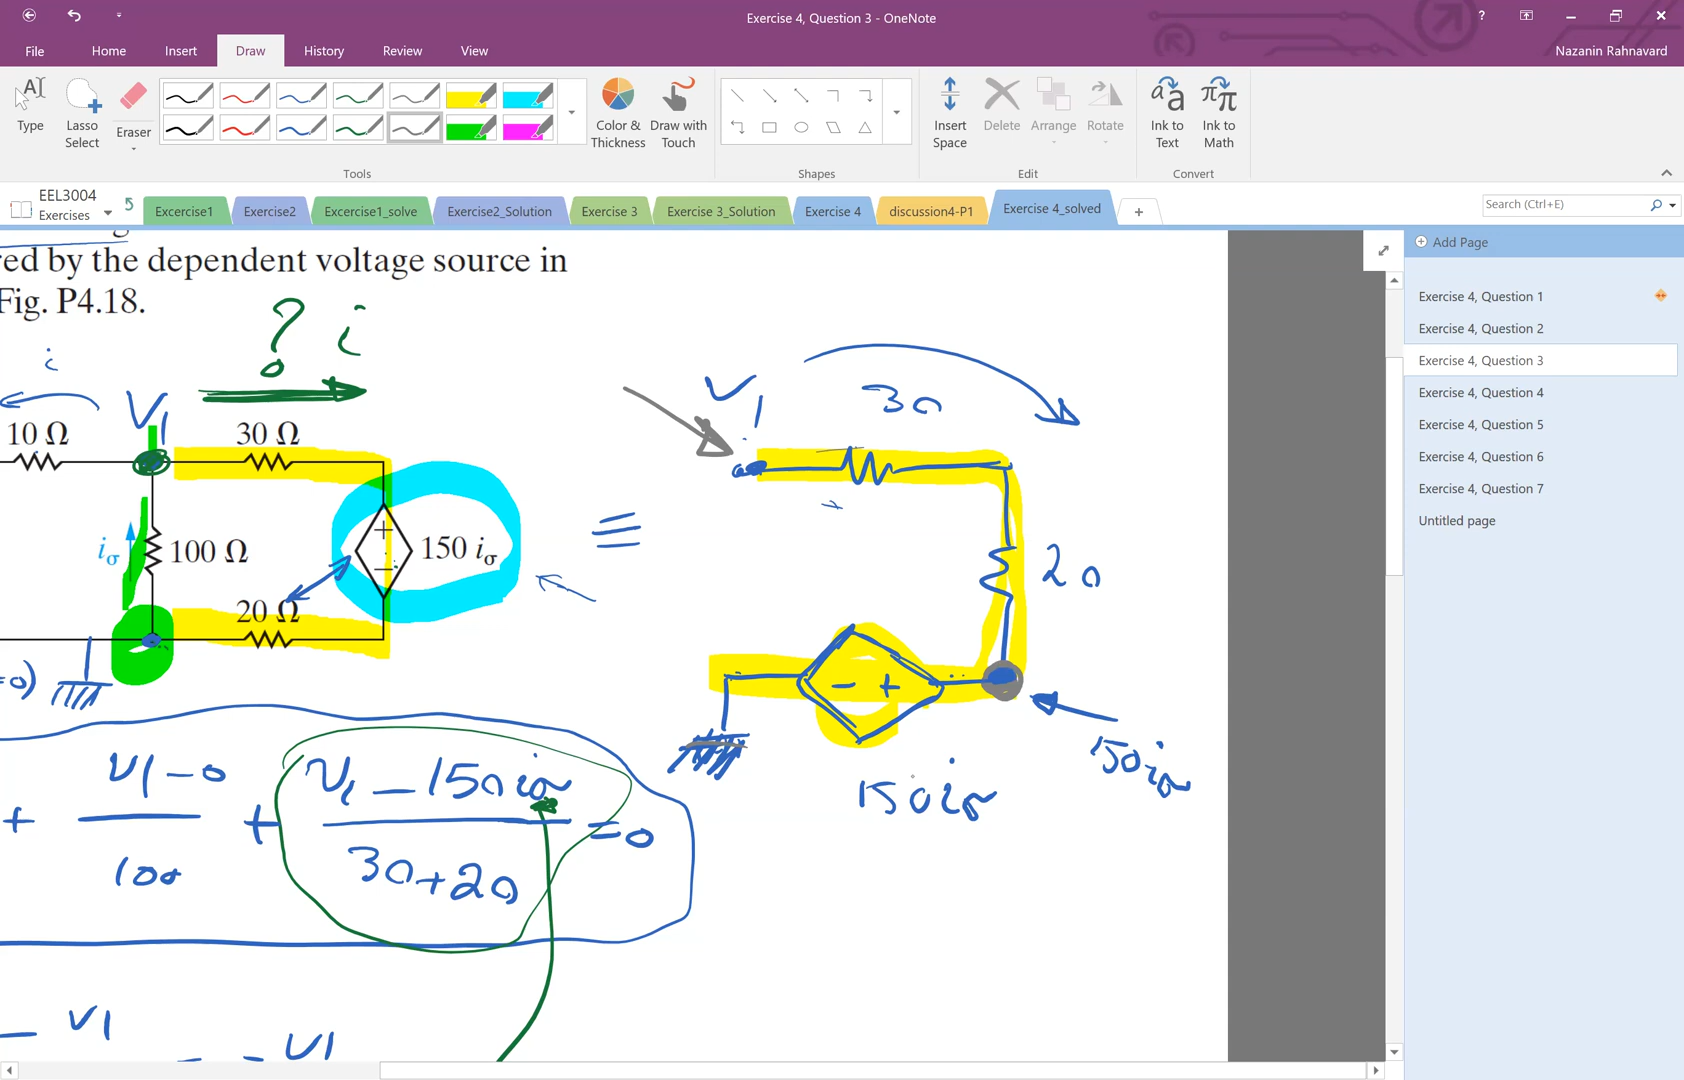 Exercise 4, Question 3 - OneNote
?
File
Home
Insert
Draw
History
Review
View
Nazanin Rahnavard
Type
Lasso
Select
Eraser
Color &
Thickness
Draw with
Touch
Insert
Space
Delete
Arrange
Rotate
Ink to
Text
Ink to
Math
Tools
Shapes
Edit
Convert
EEL3004
Exercises
Excercise1
Exercise2
Excercise1_solve
Exercise2_Solution
Exercise 3
Exercise 3_Solution
Exercise 4
discussion4-P1
Exercise 4_solved
+
Search (Ctrl+E)
Add Page
Exercise 4, Question 1
Exercise 4, Question 2
Exercise 4, Question 3
Exercise 4, Question 4
Exercise 4, Question 5
Exercise 4, Question 6
Exercise 4, Question 7
Untitled page
red by the dependent voltage source in
Fig. P4.18.
? i
i
V1
10 Ω
30 Ω
iσ
100 Ω
+
−
150 iσ
20 Ω
=0)
≡
V1
30
+
20
− +
150iσ
150iσ
+ V1 − 0 / 100 + V1 − 150iσ / 30+20 = 0
− V1
= − V1